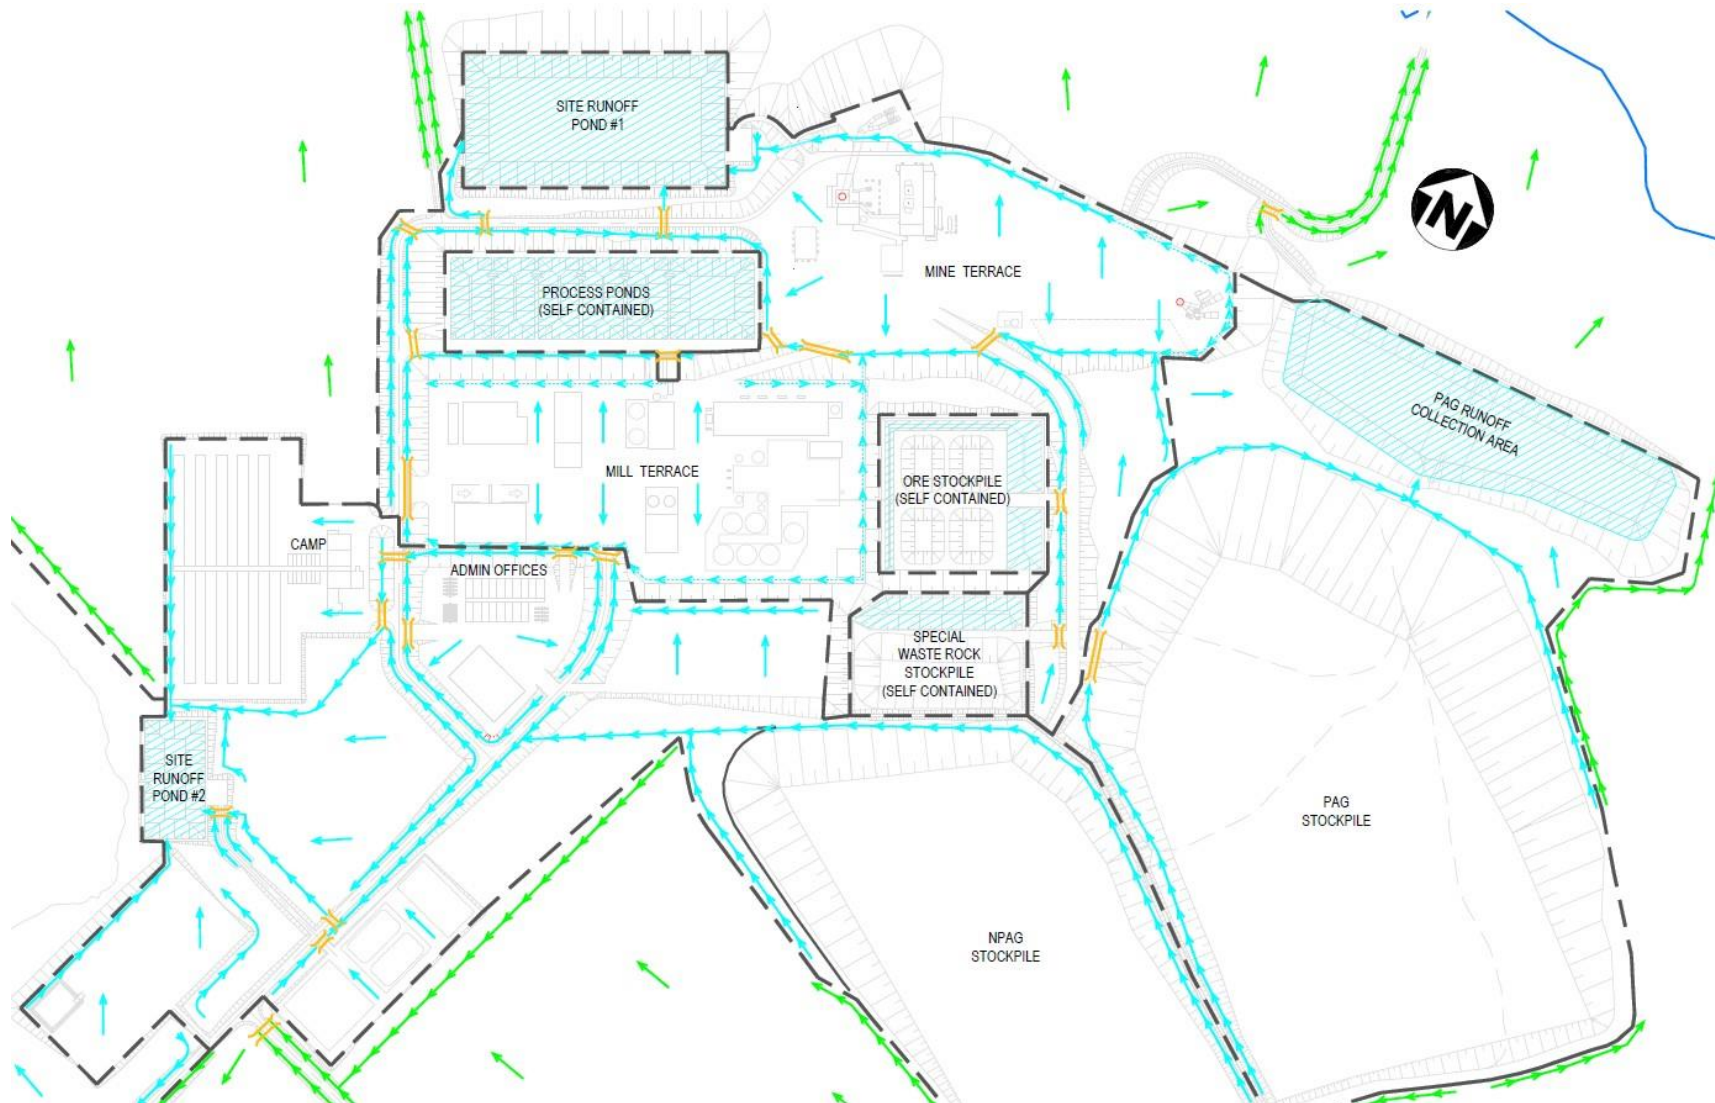 SITE RUNOFF
POND #1
N
MINE TERRACE
PROCESS PONDS
(SELF CONTAINED)
PAG RUNOFF
COLLECTION AREA
MILL TERRACE
ORE STOCKPILE
(SELF CONTAINED)
CAMP
ADMIN OFFICES
SPECIAL
WASTE ROCK
STOCKPILE
(SELF CONTAINED)
SITE
RUNOFF
POND #2
PAG
STOCKPILE
NPAG
STOCKPILE